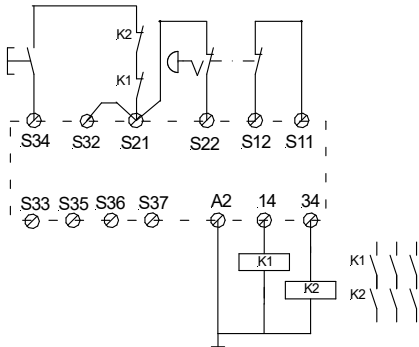 K2
K1
S34 S32 S21 S22 S12 S11
S33 S35 S36 S37 A2 14 34
K1
K2
K1
K2